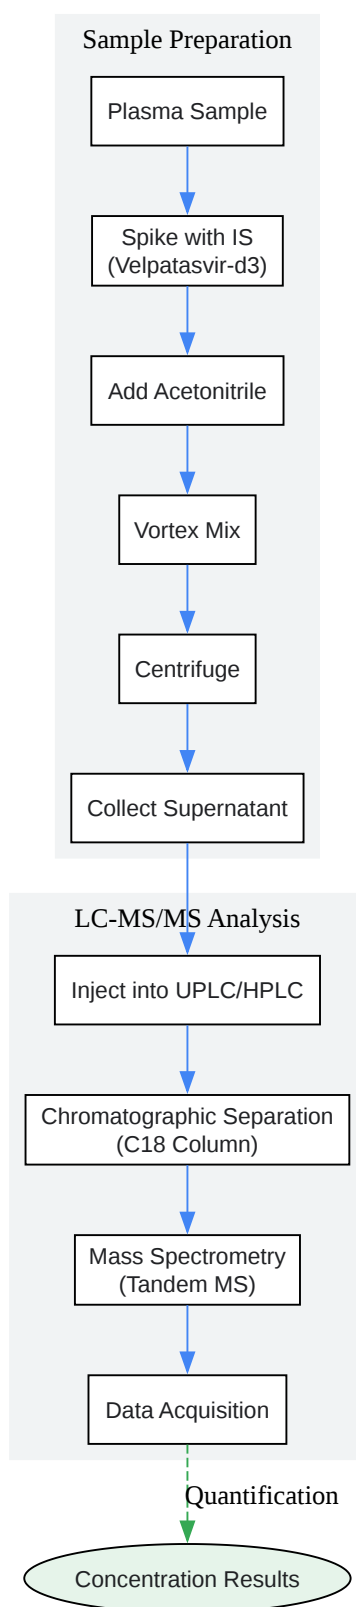 Sample Preparation
Plasma Sample
Spike with IS
(Velpatasvir-d3)
Add Acetonitrile
Vortex Mix
Centrifuge
Collect Supernatant
LC-MS/MS Analysis
Inject into UPLC/HPLC
Chromatographic Separation
(C18 Column)
Mass Spectrometry
(Tandem MS)
Data Acquisition
Quantification
Concentration Results